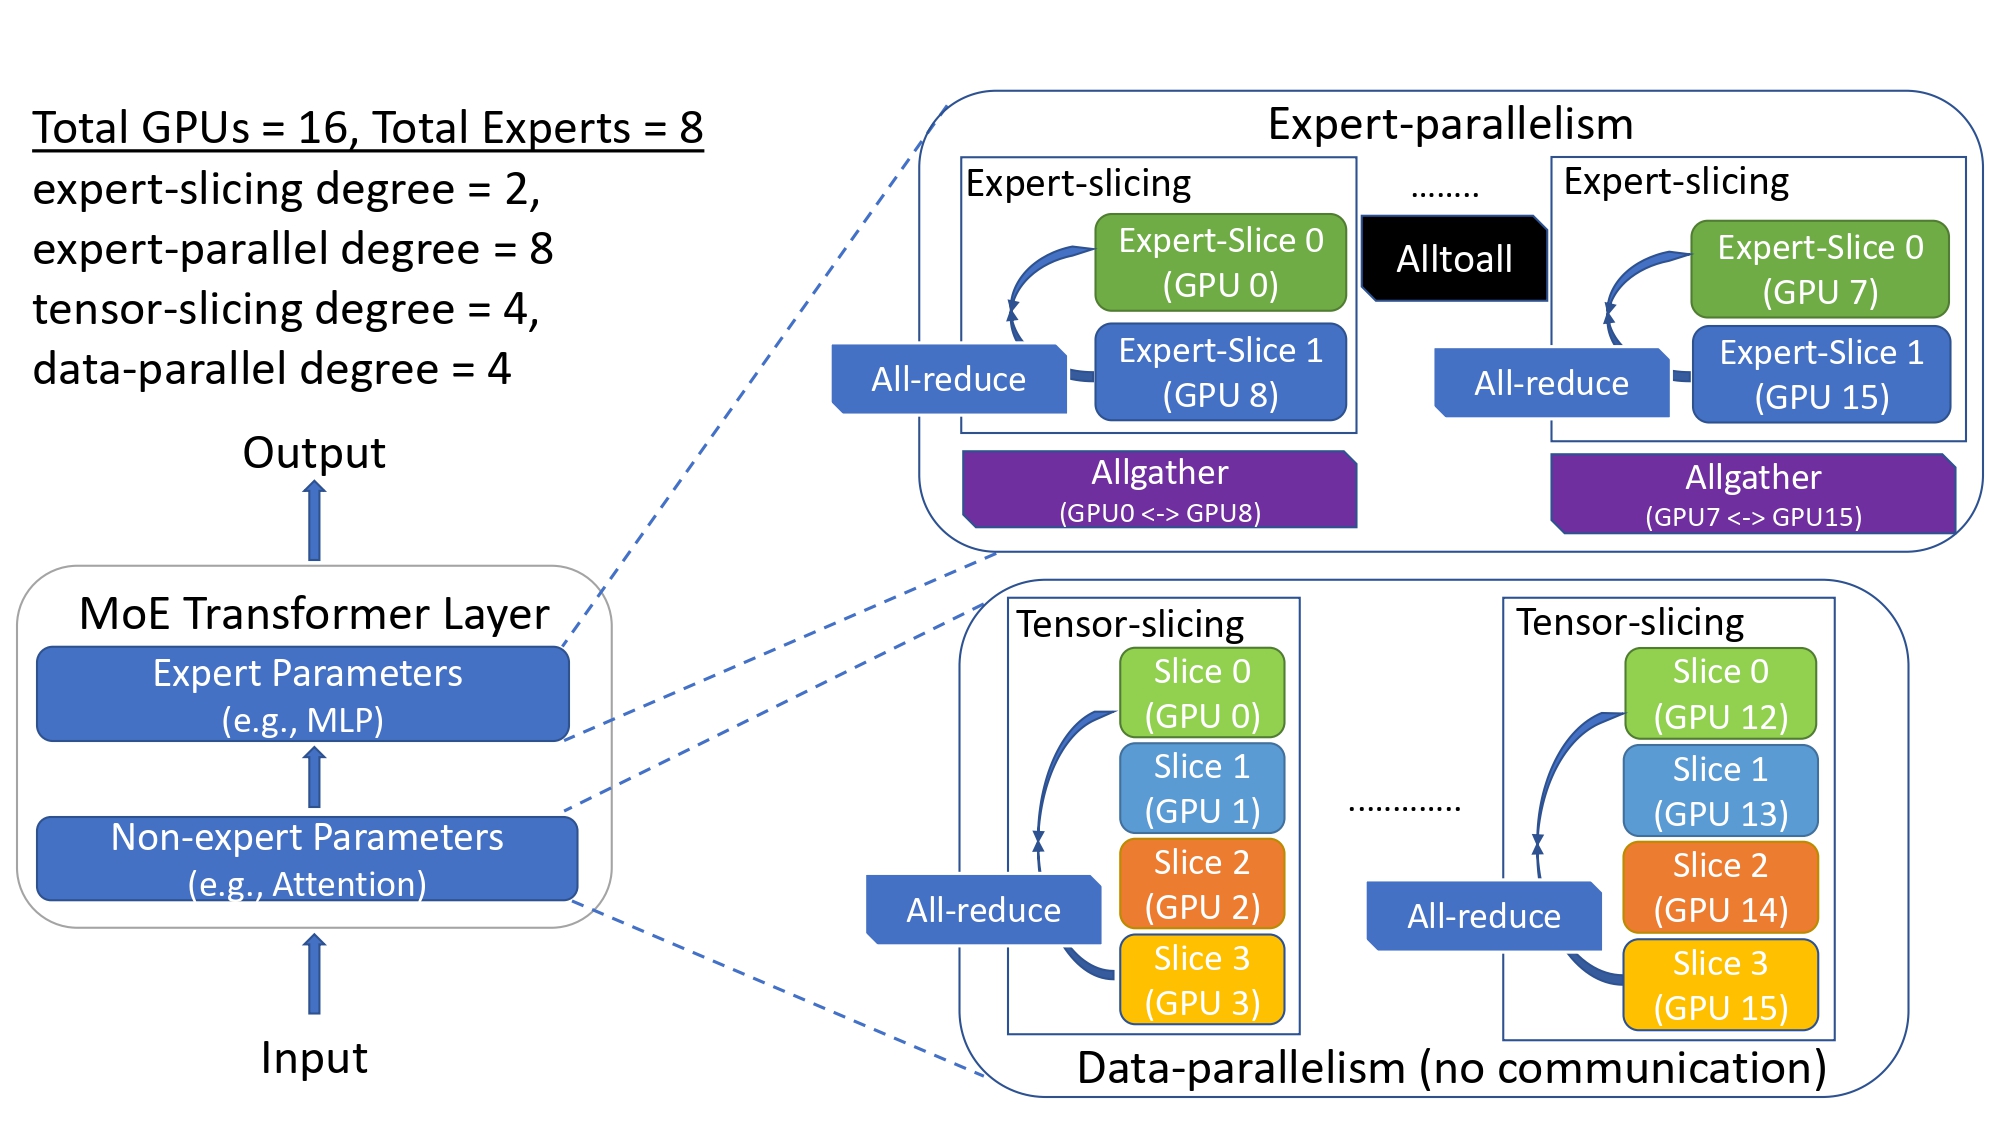 Total GPUs = 16, Total Experts = 8
expert-slicing degree = 2,
expert-parallel degree = 8
tensor-slicing degree = 4,
data-parallel degree = 4
Output
MoE Transformer Layer
Expert Parameters
(e.g., MLP)
Non-expert Parameters
(e.g., Attention)
Input
Expert-parallelism
Expert-slicing
Expert-Slice 0
(GPU 0)
Expert-Slice 1
(GPU 8)
All-reduce
Allgather
(GPU0 <-> GPU8)
........
Alltoall
Expert-slicing
Expert-Slice 0
(GPU 7)
Expert-Slice 1
(GPU 15)
All-reduce
Allgather
(GPU7 <-> GPU15)
Tensor-slicing
Slice 0
(GPU 0)
Slice 1
(GPU 1)
Slice 2
(GPU 2)
Slice 3
(GPU 3)
All-reduce
.............
Tensor-slicing
Slice 0
(GPU 12)
Slice 1
(GPU 13)
Slice 2
(GPU 14)
Slice 3
(GPU 15)
All-reduce
Data-parallelism (no communication)